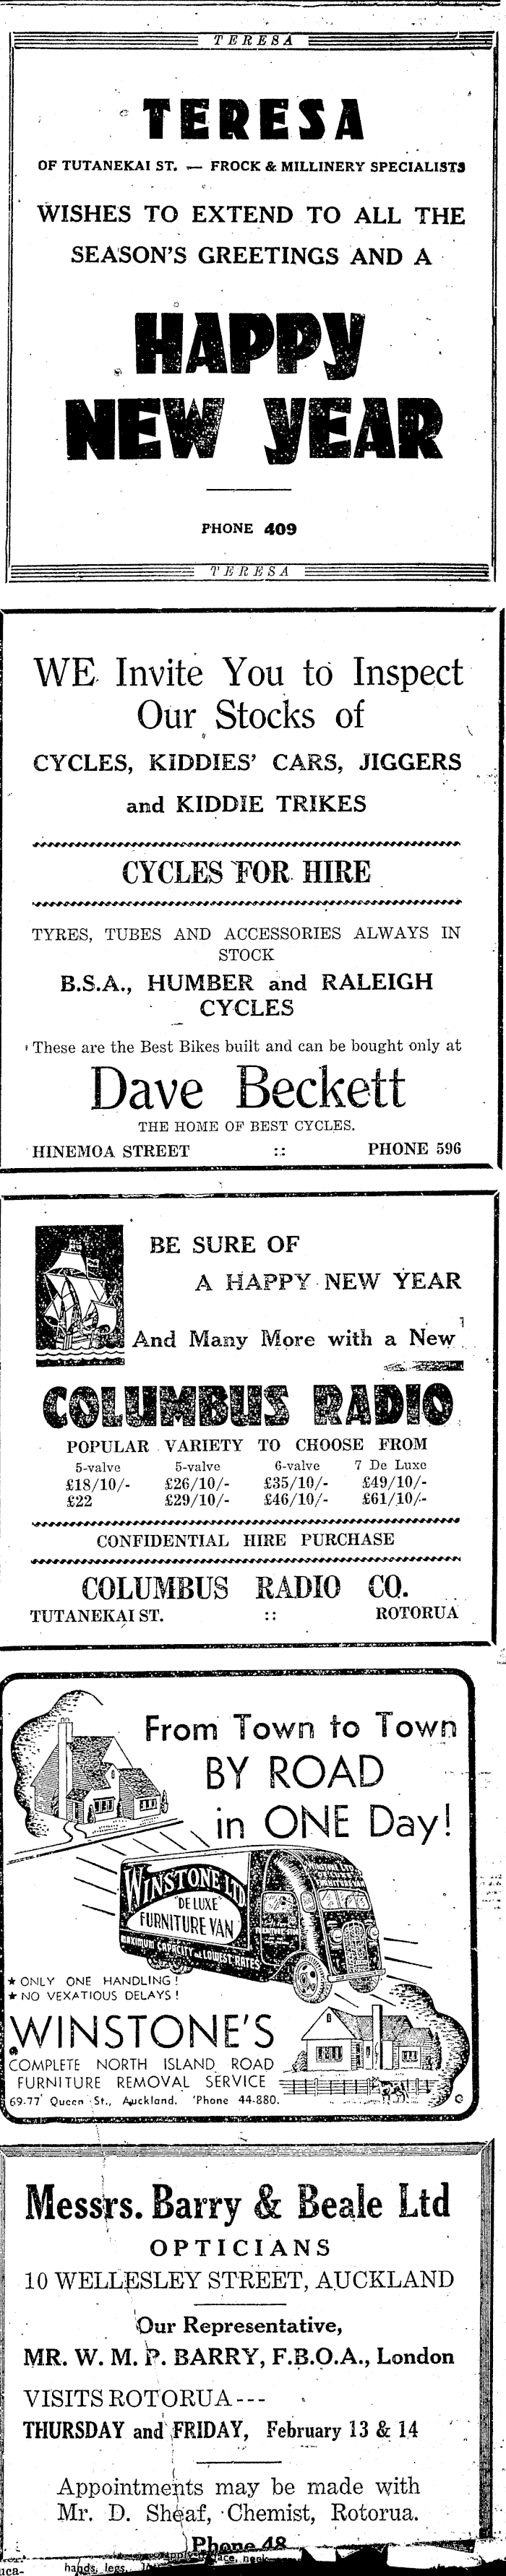 TERESA
TERESA
OF TUTANEKAI ST. — FROCK & MILLINERY SPECIALISTS
WISHES TO EXTEND TO ALL THE
SEASON'S GREETINGS AND A
HAPPY
NEW YEAR
PHONE 409
TERESA
WE Invite You to Inspect
Our Stocks of
CYCLES, KIDDIES' CARS, JIGGERS
and KIDDIE TRIKES
CYCLES FOR HIRE
TYRES, TUBES AND ACCESSORIES ALWAYS IN
STOCK
B.S.A., HUMBER and RALEIGH
CYCLES
These are the Best Bikes built and can be bought only at
Dave Beckett
THE HOME OF BEST CYCLES.
HINEMOA STREET :: PHONE 596
BE SURE OF
A HAPPY NEW YEAR
And Many More with a New
COLUMBUS RADIO
POPULAR VARIETY TO CHOOSE FROM
5-valve 5-valve 6-valve 7 De Luxe
£18/10/- £26/10/- £35/10/- £49/10/-
£22 £29/10/- £46/10/- £61/10/-
CONFIDENTIAL HIRE PURCHASE
COLUMBUS RADIO CO.
TUTANEKAI ST. :: ROTORUA
From Town to Town
BY ROAD
in ONE Day!
WINSTONE LTD
'DE LUXE'
FURNITURE VAN
MAXIMUM CAPACITY - LOWEST RATES
★ ONLY ONE HANDLING!
★ NO VEXATIOUS DELAYS!
WINSTONE'S
COMPLETE NORTH ISLAND ROAD
FURNITURE REMOVAL SERVICE
69-77 Queen St., Auckland. 'Phone 44-880.
Messrs. Barry & Beale Ltd
OPTICIANS
10 WELLESLEY STREET, AUCKLAND
Our Representative,
MR. W. M. P. BARRY, F.B.O.A., London
VISITS ROTORUA---
THURSDAY and FRIDAY, February 13 & 14
Appointments may be made with
Mr. D. Sheaf, Chemist, Rotorua.
Phone 48
hands, legs,